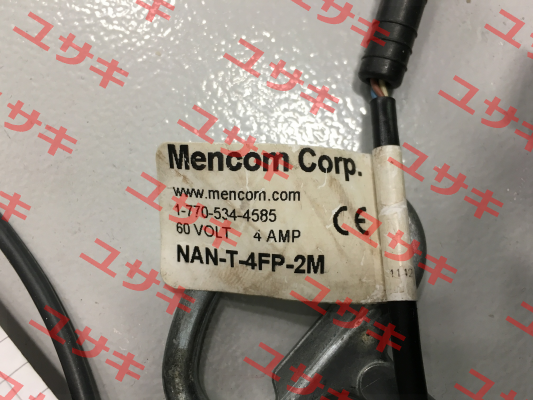 Mencom Corp.
www.mencom.com
1-770-534-4585
60 VOLT 4 AMP
CE
NAN-T-4FP-2M
ユサキ